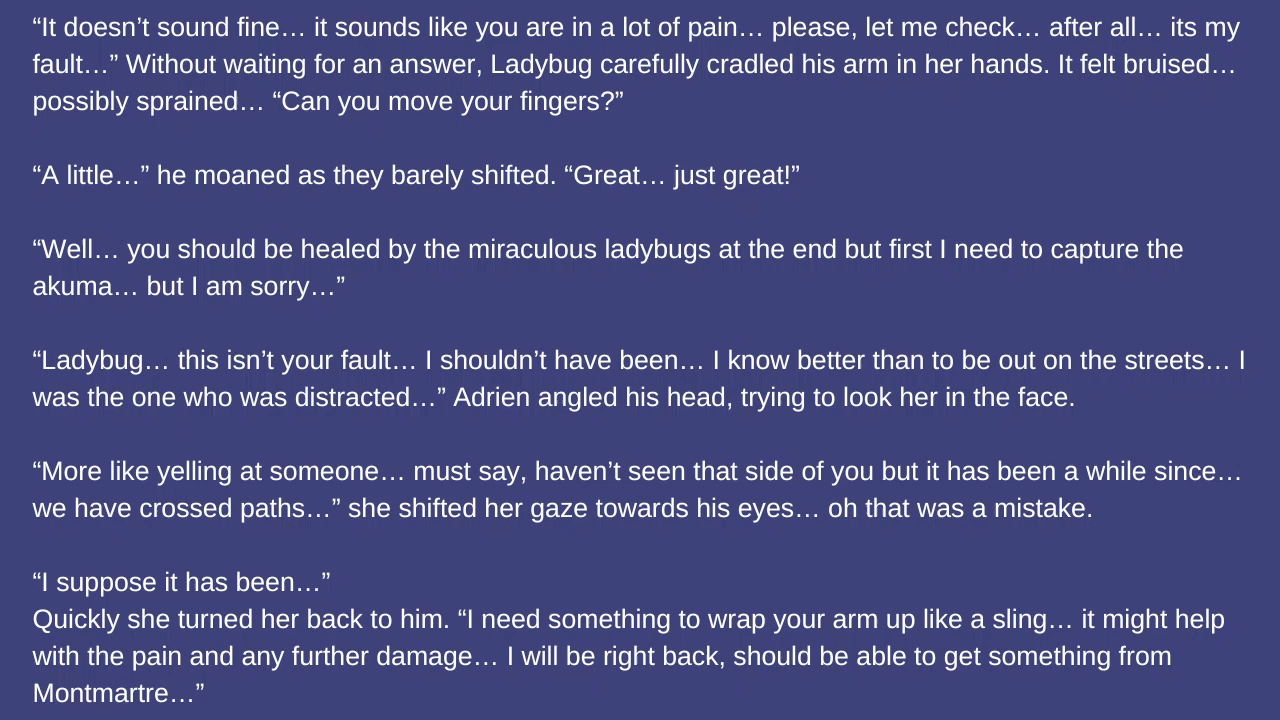 “It doesn’t sound fine… it sounds like you are in a lot of pain… please, let me check… after all… its my
fault…” Without waiting for an answer, Ladybug carefully cradled his arm in her hands. It felt bruised…
possibly sprained… “Can you move your fingers?”
“A little…” he moaned as they barely shifted. “Great… just great!”
“Well… you should be healed by the miraculous ladybugs at the end but first I need to capture the
akuma… but I am sorry…”
“Ladybug… this isn’t your fault… I shouldn’t have been… I know better than to be out on the streets… I
was the one who was distracted…” Adrien angled his head, trying to look her in the face.
“More like yelling at someone… must say, haven’t seen that side of you but it has been a while since…
we have crossed paths…” she shifted her gaze towards his eyes… oh that was a mistake.
“I suppose it has been…”
Quickly she turned her back to him. “I need something to wrap your arm up like a sling… it might help
with the pain and any further damage… I will be right back, should be able to get something from
Montmartre…”